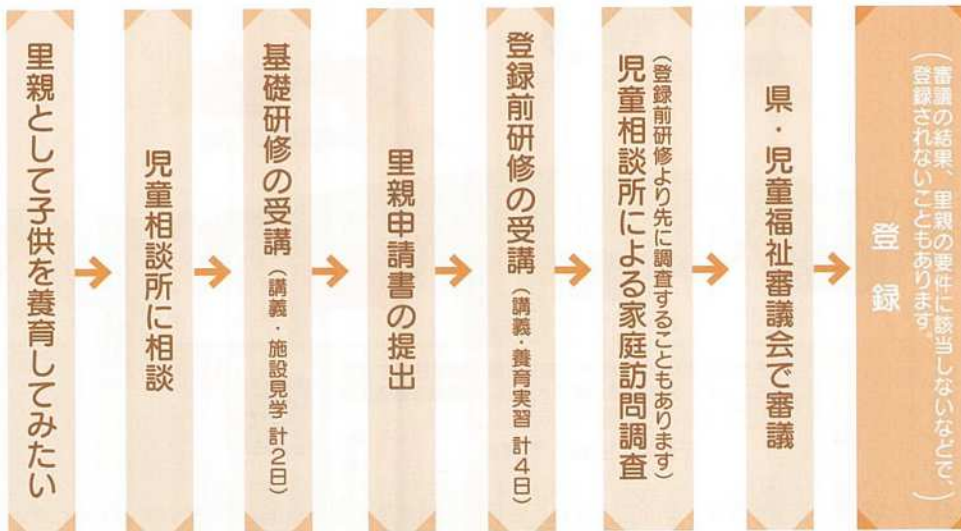 里親として子供を養育してみたい
児童相談所に相談
基礎研修の受講（講義・施設見学 計2日）
里親申請書の提出
登録前研修の受講（講義・養育実習 計4日）
児童相談所による家庭訪問調査
（登録前研修より先に調査することもあります）
県・児童福祉審議会で審議
登録
（審議の結果、里親の要件に該当しないなどで、
登録されないこともあります。）